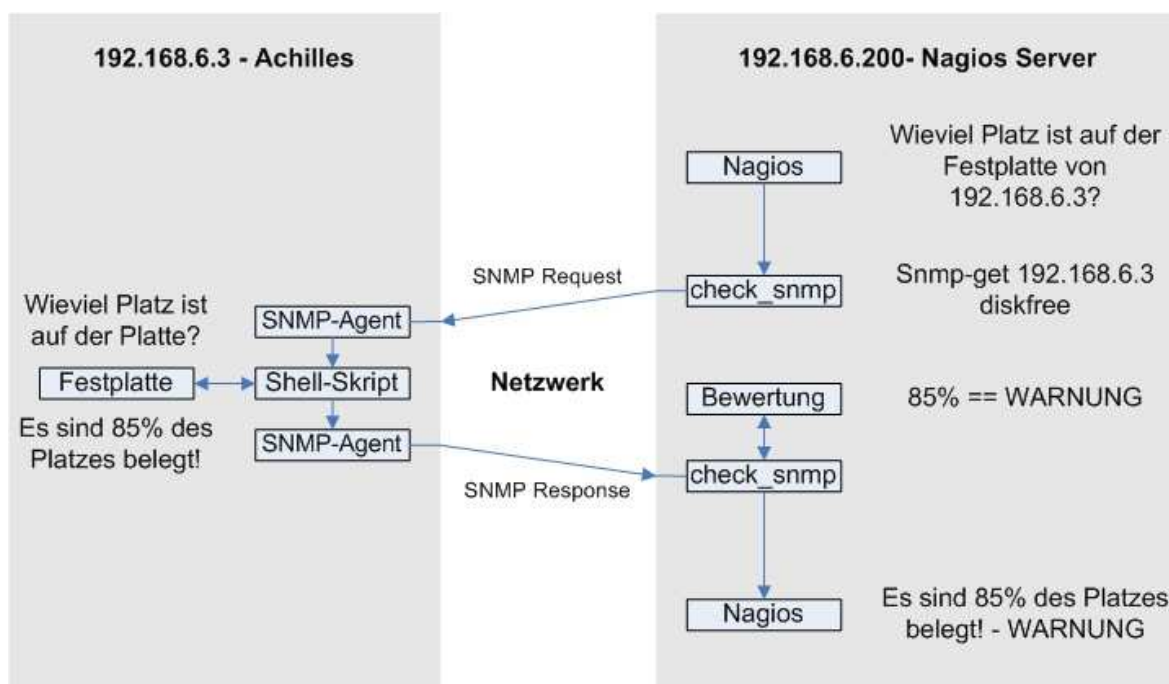 192.168.6.3 - Achilles
Wieviel Platz ist
auf der Platte?
SNMP-Agent
Festplatte
Shell-Skript
Es sind 85% des
Platzes belegt!
SNMP-Agent
SNMP Request
Netzwerk
SNMP Response
192.168.6.200- Nagios Server
Nagios
Wieviel Platz ist auf der
Festplatte von
192.168.6.3?
check_snmp
Snmp-get 192.168.6.3
diskfree
Bewertung
85% == WARNUNG
check_snmp
Nagios
Es sind 85% des Platzes
belegt! - WARNUNG